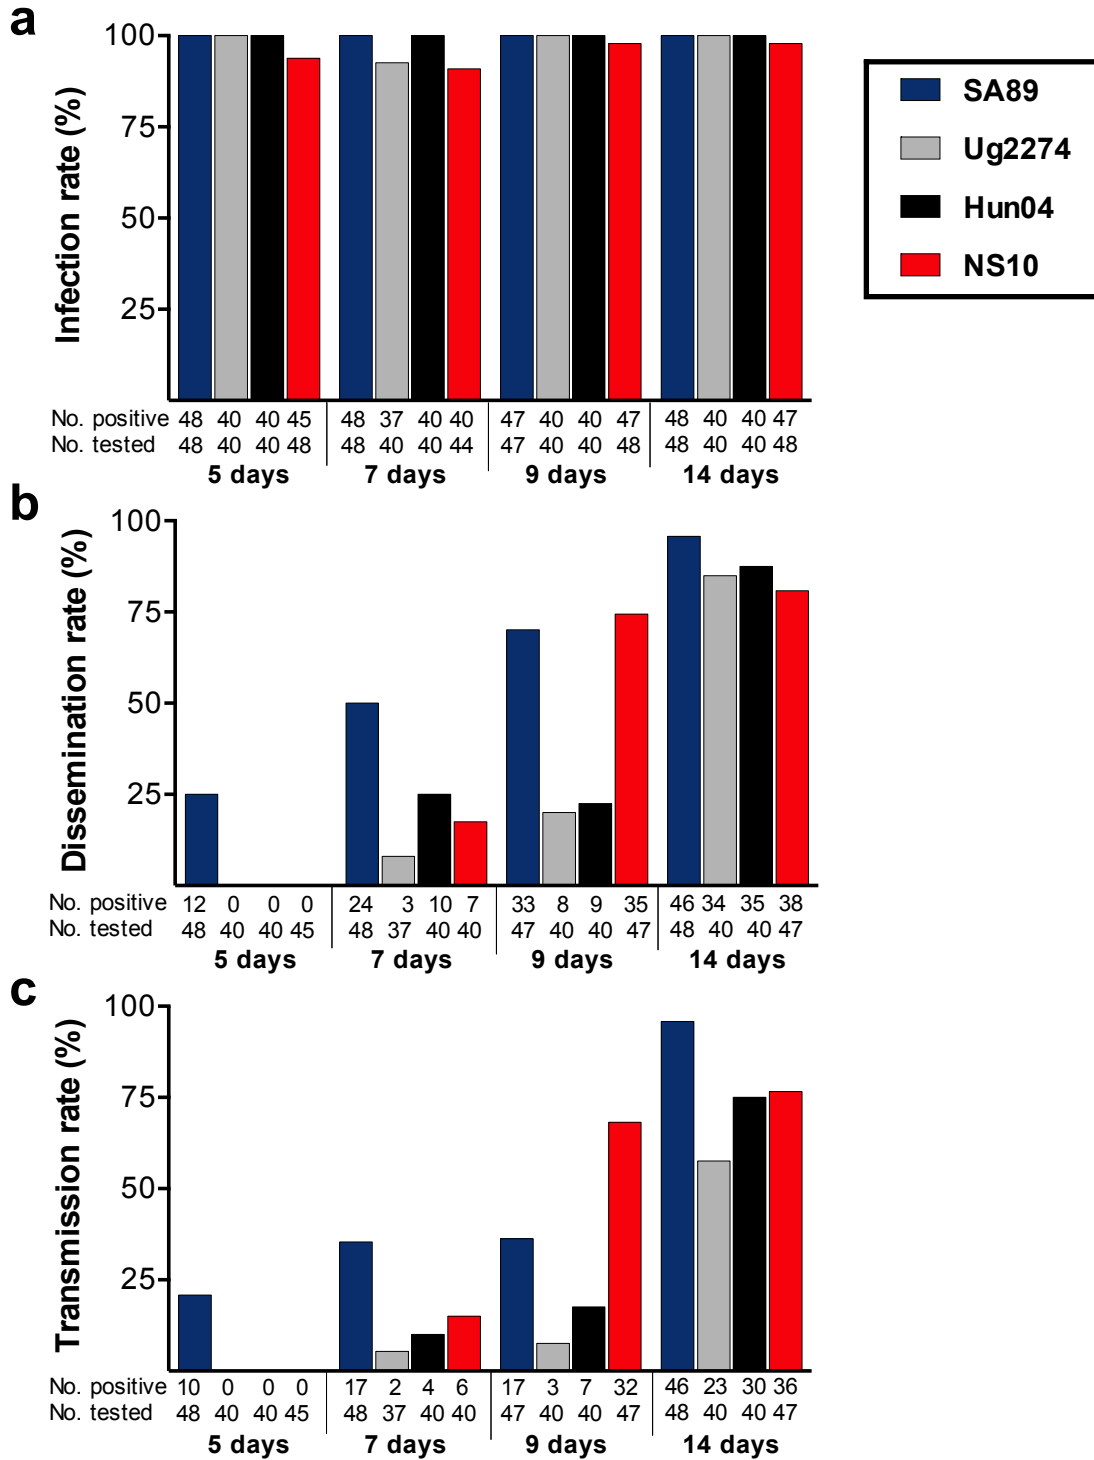 a
Infection rate (%)
100
75
50
25
SA89
Ug2274
Hun04
NS10
No. positive 48 40 40 45 48 37 40 40 47 40 40 47 48 40 40 47
No. tested 48 40 40 48 48 40 40 44 47 40 40 48 48 40 40 48
5 days 7 days 9 days 14 days
b
Dissemination rate (%)
100
75
50
25
No. positive 12 0 0 0 24 3 10 7 33 8 9 35 46 34 35 38
No. tested 48 40 40 45 48 37 40 40 47 40 40 47 48 40 40 47
5 days 7 days 9 days 14 days
c
Transmission rate (%)
100
75
50
25
No. positive 10 0 0 0 17 2 4 6 17 3 7 32 46 23 30 36
No. tested 48 40 40 45 48 37 40 40 47 40 40 47 48 40 40 47
5 days 7 days 9 days 14 days